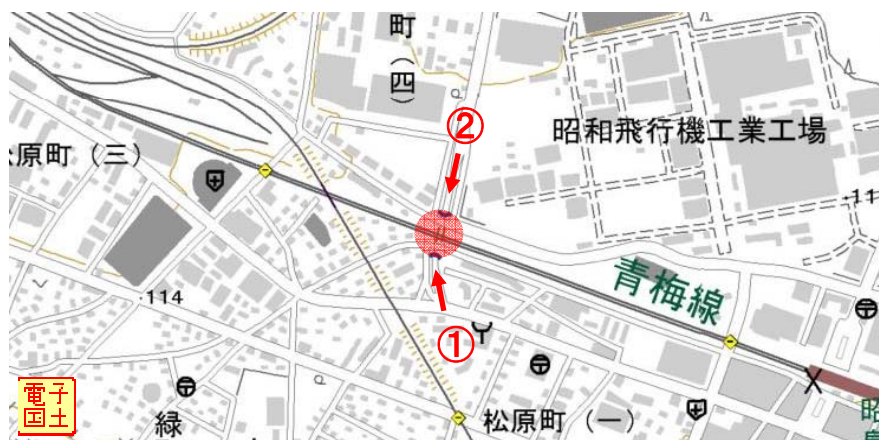 町（四）
②
昭和飛行機工業工場
原町（三）
·11
青梅線
·114
①
電子
国土
緑
松原町（一）
昭